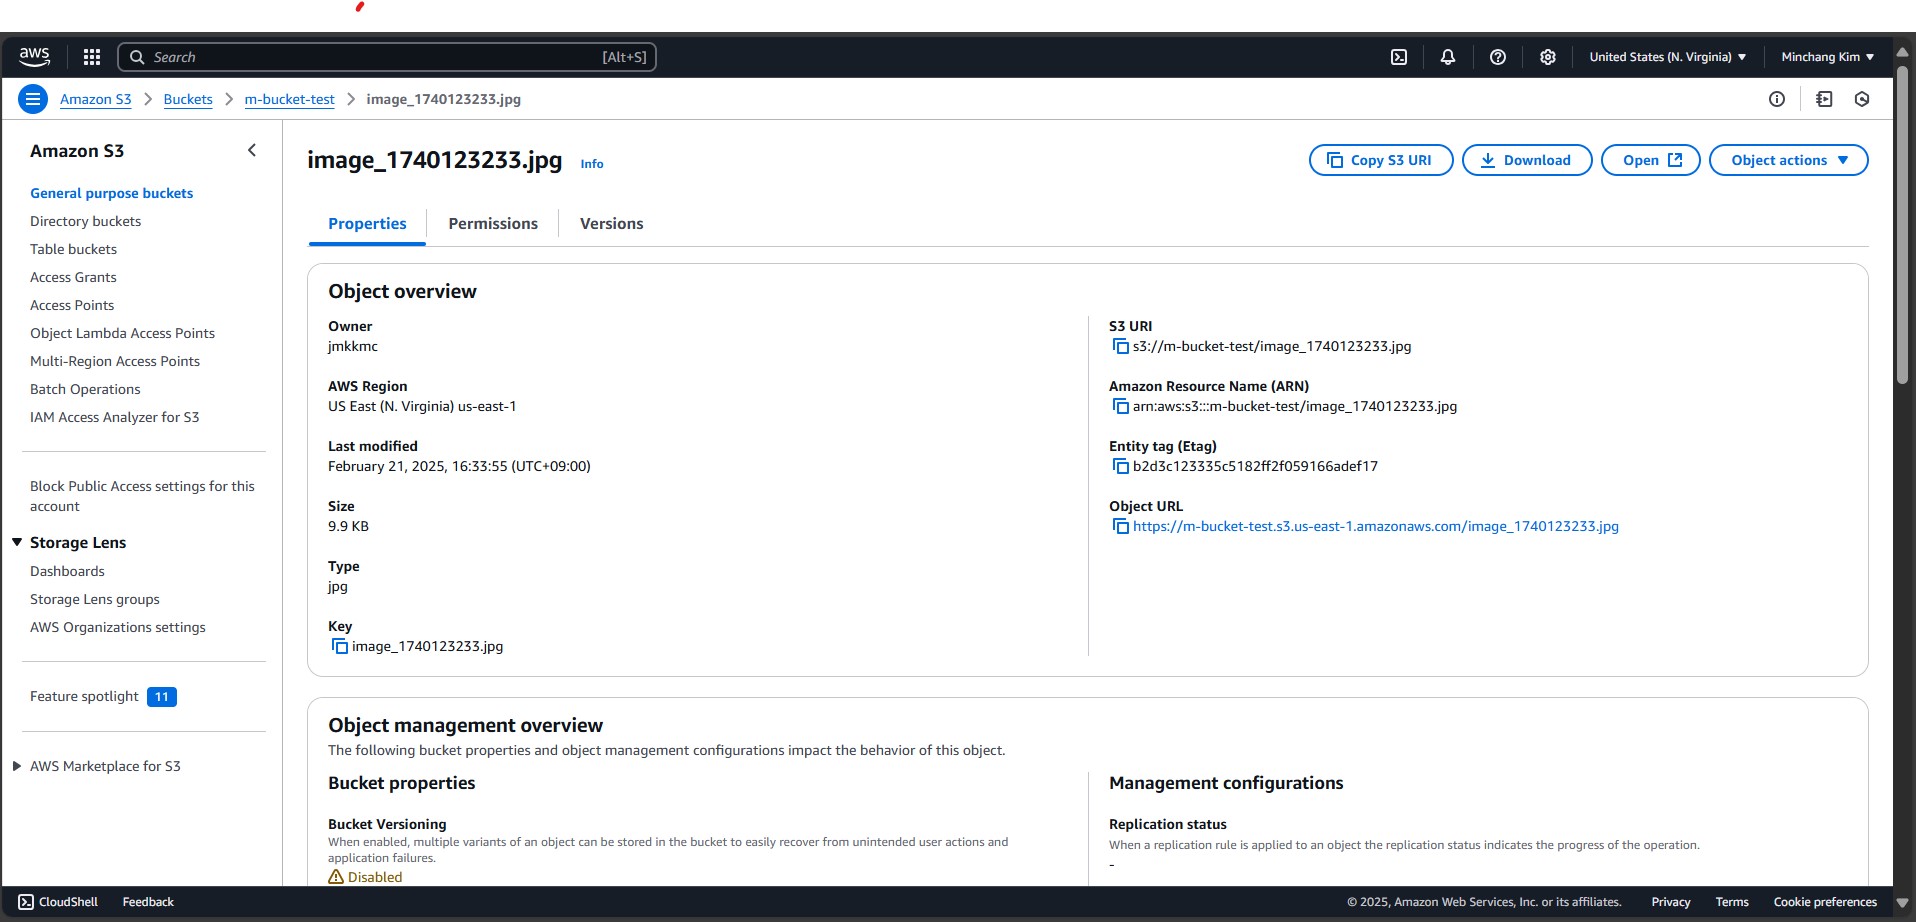 aws
Search [Alt+S]
United States (N. Virginia)
Minchang Kim
Amazon S3 > Buckets > m-bucket-test > image_1740123233.jpg
Amazon S3
General purpose buckets
Directory buckets
Table buckets
Access Grants
Access Points
Object Lambda Access Points
Multi-Region Access Points
Batch Operations
IAM Access Analyzer for S3
Block Public Access settings for this
account
Storage Lens
Dashboards
Storage Lens groups
AWS Organizations settings
Feature spotlight 11
AWS Marketplace for S3
image_1740123233.jpg Info
Copy S3 URI
Download
Open
Object actions
Properties
Permissions
Versions
Object overview
Owner
jmkkmc
AWS Region
US East (N. Virginia) us-east-1
Last modified
February 21, 2025, 16:33:55 (UTC+09:00)
Size
9.9 KB
Type
jpg
Key
image_1740123233.jpg
S3 URI
s3://m-bucket-test/image_1740123233.jpg
Amazon Resource Name (ARN)
arn:aws:s3:::m-bucket-test/image_1740123233.jpg
Entity tag (Etag)
b2d3c123335c5182ff2f059166adef17
Object URL
https://m-bucket-test.s3.us-east-1.amazonaws.com/image_1740123233.jpg
Object management overview
The following bucket properties and object management configurations impact the behavior of this object.
Bucket properties
Bucket Versioning
When enabled, multiple variants of an object can be stored in the bucket to easily recover from unintended user actions and
application failures.
Disabled
Management configurations
Replication status
When a replication rule is applied to an object the replication status indicates the progress of the operation.
-
CloudShell
Feedback
© 2025, Amazon Web Services, Inc. or its affiliates.
Privacy
Terms
Cookie preferences